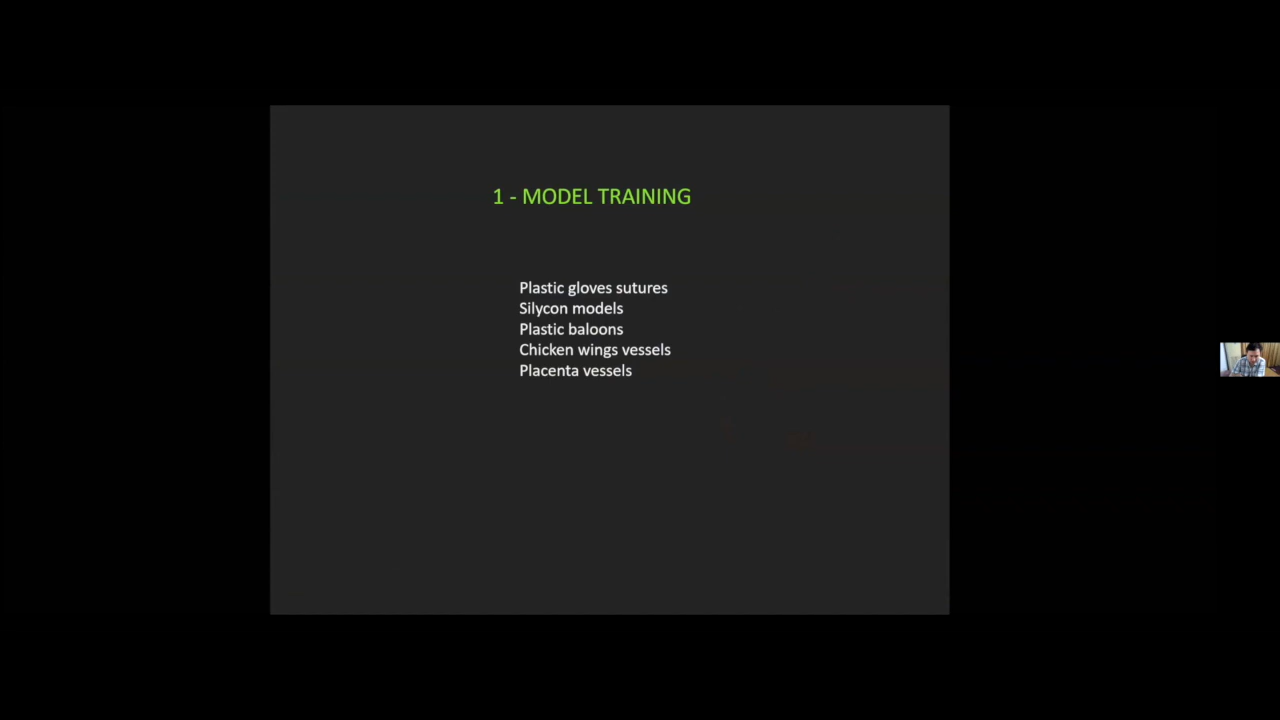 1 - MODEL TRAINING
Plastic gloves sutures
Silycon models
Plastic baloons
Chicken wings vessels
Placenta vessels